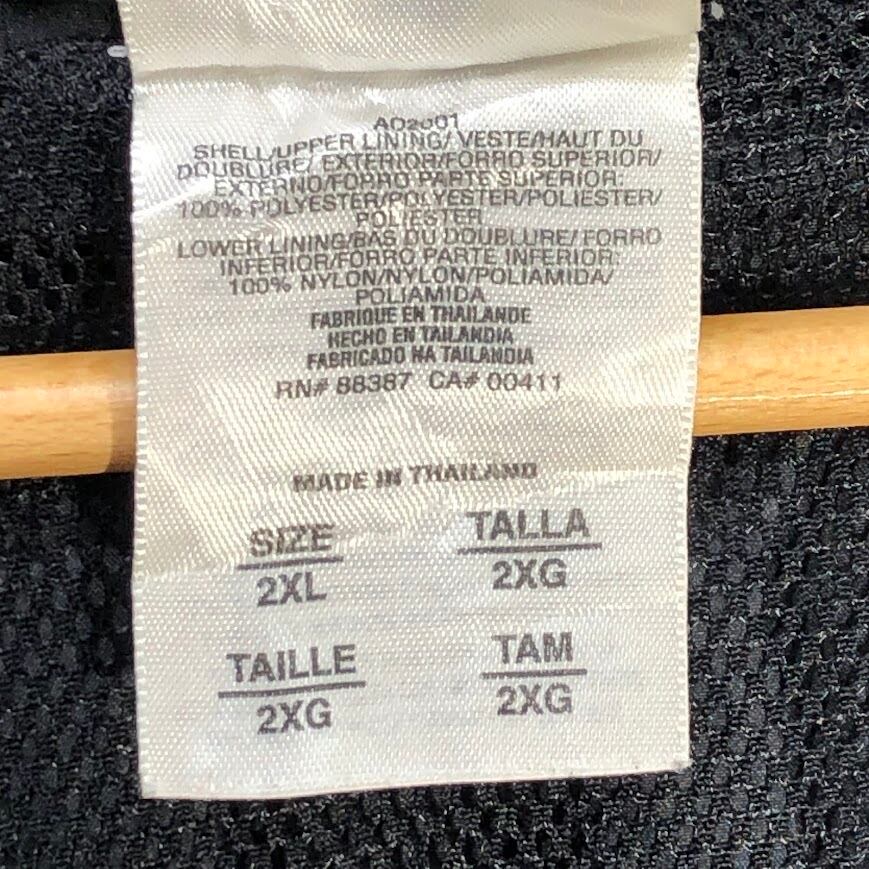 AO2001
SHELL/UPPER LINING/ VESTE/HAUT DU
DOUBLURE/ EXTERIOR/FORRO SUPERIOR/
EXTERNO/FORRO PARTE SUPERIOR:
100% POLYESTER/POLYESTER/POLIESTER/
POLIESTER
LOWER LINING/BAS DU DOUBLURE/ FORRO
INFERIOR/FORRO PARTE INFERIOR:
100% NYLON/NYLON/POLIAMIDA/
POLIAMIDA
FABRIQUE EN THAILANDE
HECHO EN TAILANDIA
FABRICADO NA TAILANDIA
RN# 88387 CA# 00411
MADE IN THAILAND
SIZE
2XL
TALLA
2XG
TAILLE
2XG
TAM
2XG